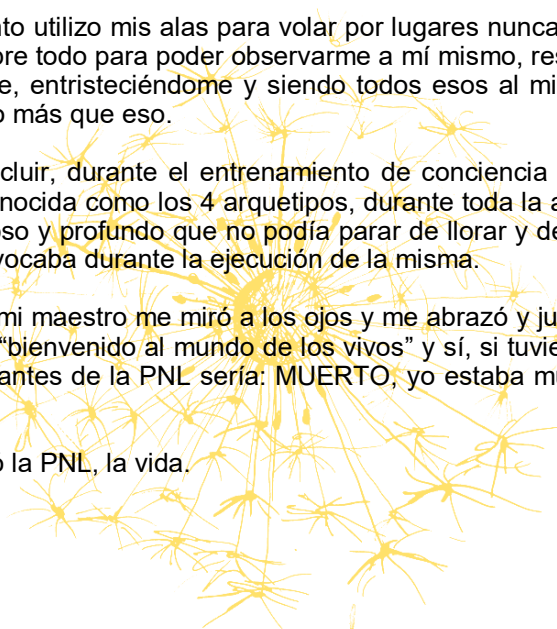 nto utilizo mis alas para volar por lugares nunca
bre todo para poder observarme a mí mismo, res
e, entristeciéndome y siendo todos esos al mi
o más que eso.
cluir, durante el entrenamiento de conciencia
nocida como los 4 arquetipos, durante toda la a
oso y profundo que no podía parar de llorar y de
vocaba durante la ejecución de la misma.
mi maestro me miró a los ojos y me abrazó y ju
“bienvenido al mundo de los vivos” y sí, si tuvie
antes de la PNL sería: MUERTO, yo estaba mu
o la PNL, la vida.